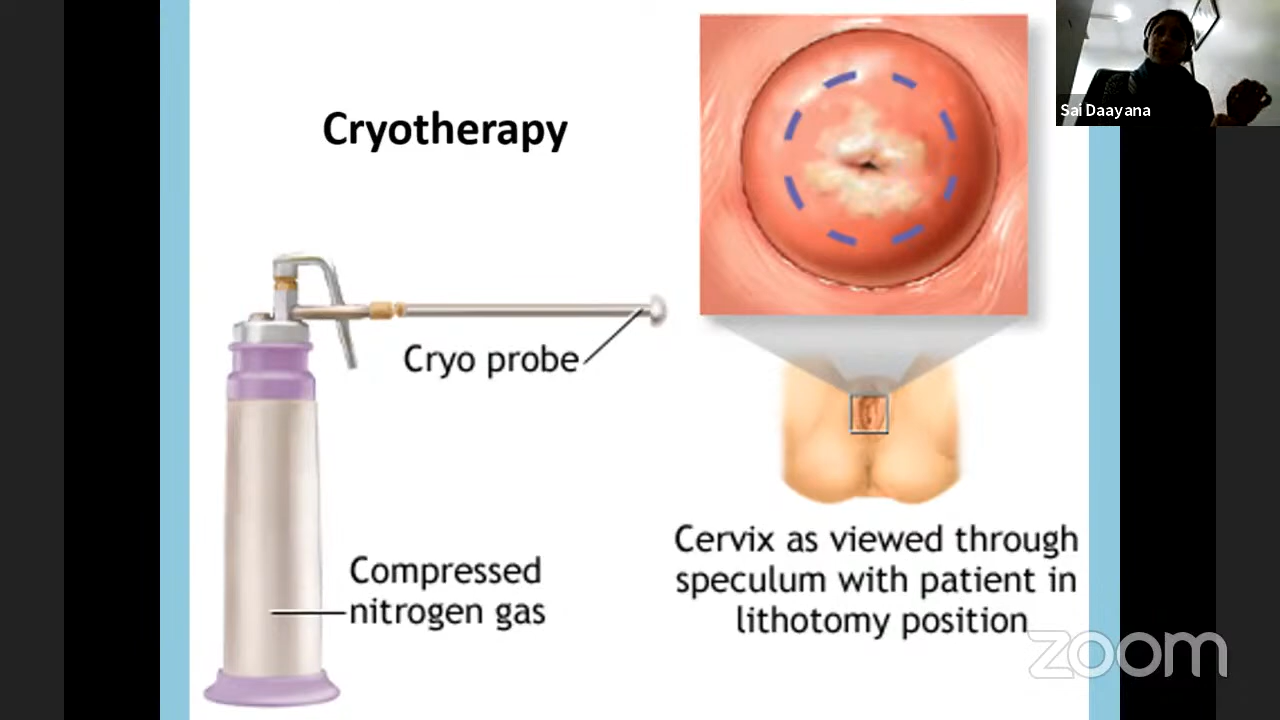 Cryotherapy
Sai Daayana
Cryo probe
Compressed
nitrogen gas
Cervix as viewed through
speculum with patient in
lithotomy position
zoom